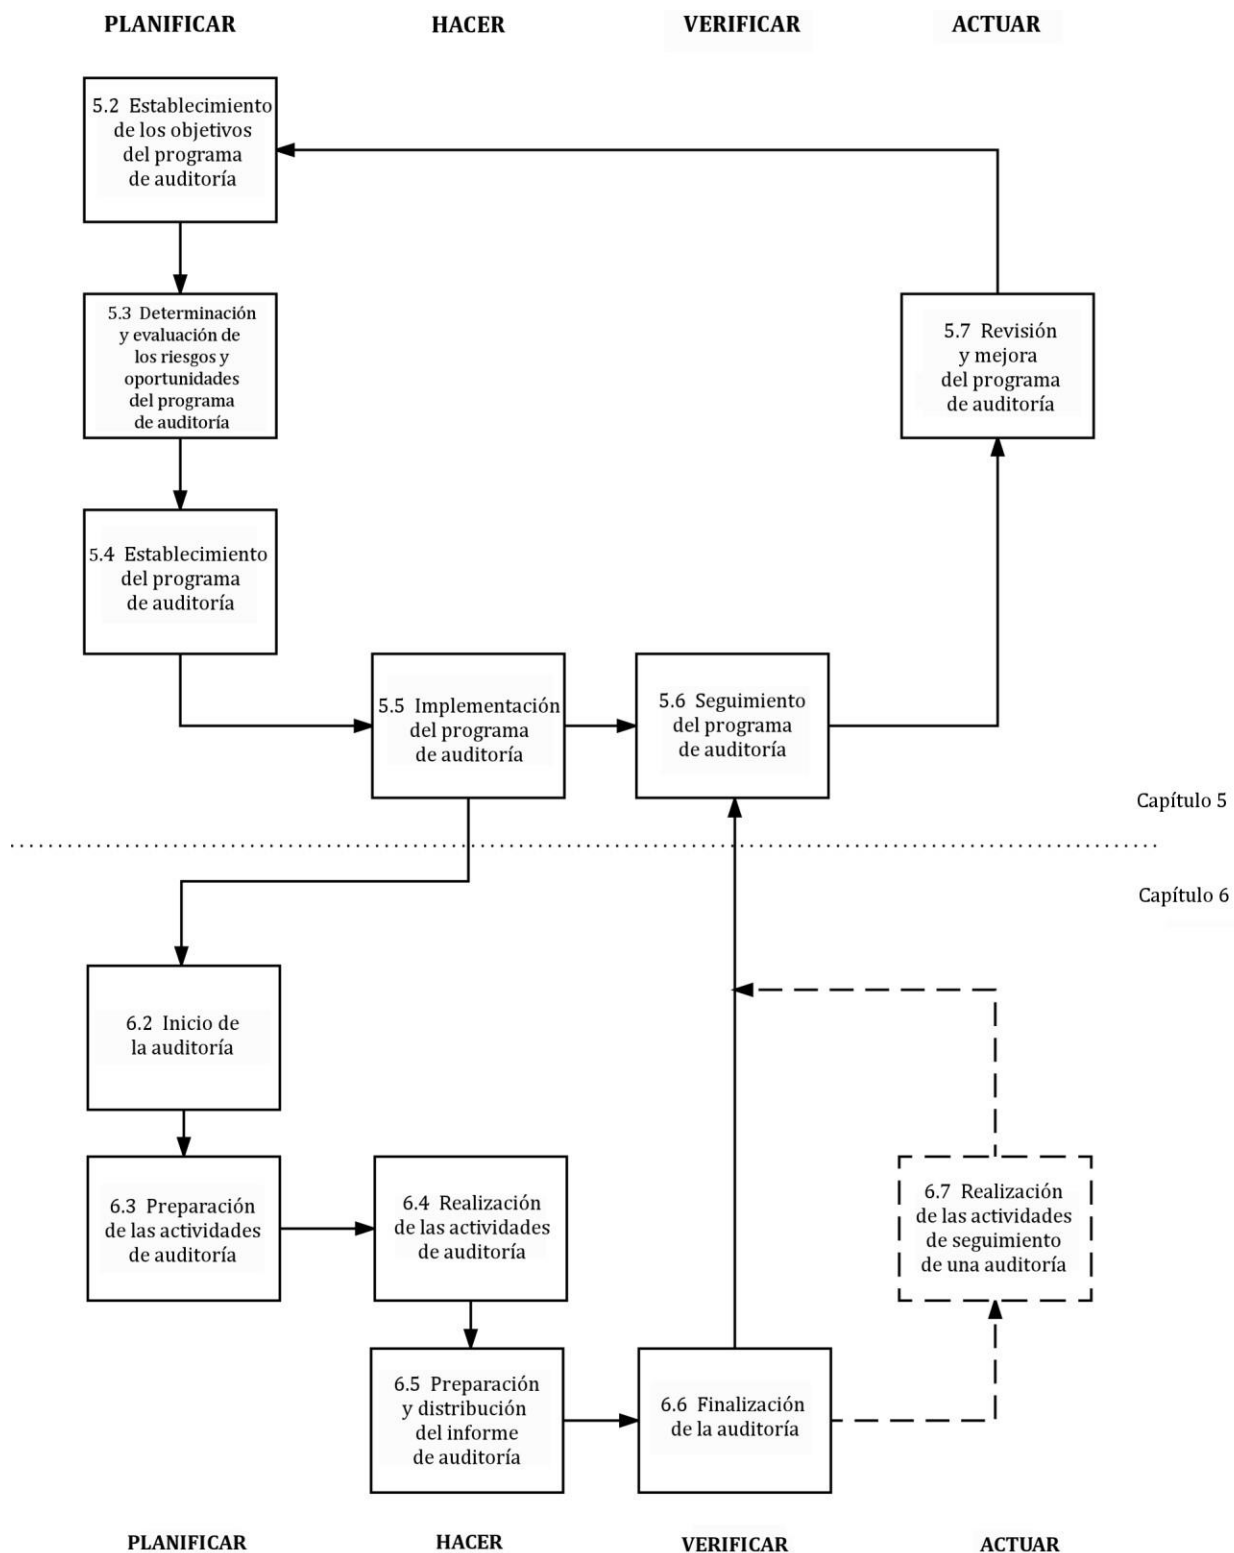 PLANIFICAR
HACER
VERIFICAR
ACTUAR
5.2 Establecimiento
de los objetivos
del programa
de auditoría
5.3 Determinación
y evaluación de
los riesgos y
oportunidades
del programa
de auditoría
5.7 Revisión
y mejora
del programa
de auditoría
5.4 Establecimiento
del programa
de auditoría
5.5 Implementación
del programa
de auditoría
5.6 Seguimiento
del programa
de auditoría
Capítulo 5
Capítulo 6
6.2 Inicio de
la auditoría
6.3 Preparación
de las actividades
de auditoría
6.4 Realización
de las actividades
de auditoría
6.7 Realización
de las actividades
de seguimiento
de una auditoría
6.5 Preparación
y distribución
del informe
de auditoría
6.6 Finalización
de la auditoría
PLANIFICAR
HACER
VERIFICAR
ACTUAR